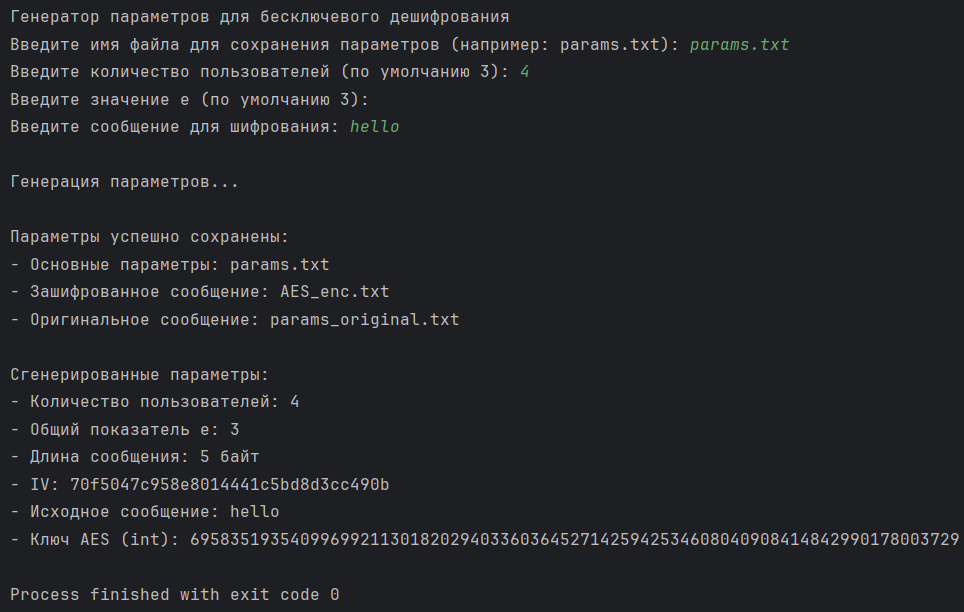 Генератор параметров для бесключевого дешифрования
Введите имя файла для сохранения параметров (например: params.txt): params.txt
Введите количество пользователей (по умолчанию 3): 4
Введите значение e (по умолчанию 3):
Введите сообщение для шифрования: hello
Генерация параметров...
Параметры успешно сохранены:
- Основные параметры: params.txt
- Зашифрованное сообщение: AES_enc.txt
- Оригинальное сообщение: params_original.txt
Сгенерированные параметры:
- Количество пользователей: 4
- Общий показатель e: 3
- Длина сообщения: 5 байт
- IV: 70f5047c958e8014441c5bd8d3cc490b
- Исходное сообщение: hello
- Ключ AES (int): 69583519354099699211301820294033603645271425942534608040908414842990178003729
Process finished with exit code 0